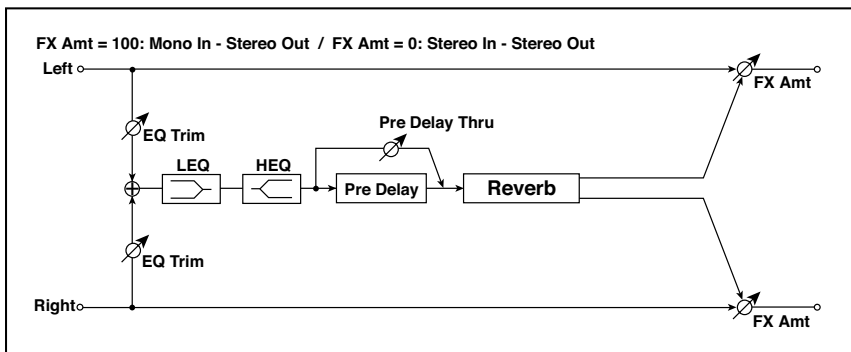 FX Amt = 100: Mono In - Stereo Out / FX Amt = 0: Stereo In - Stereo Out
Left
FX Amt
EQ Trim
Pre Delay Thru
LEQ
HEQ
Pre Delay
Reverb
EQ Trim
Right
FX Amt